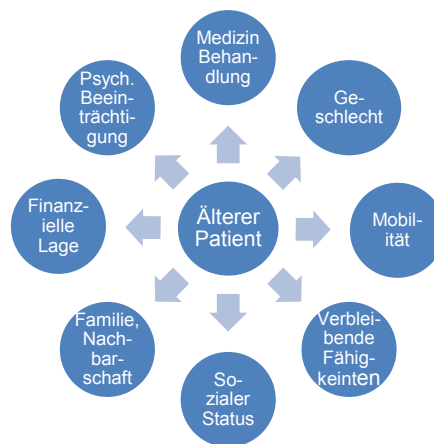 Medizin
Behan-
dlung
Psych.
Beein-
trächti-
gung
Ge-
schlecht
Finanz-
ielle
Lage
Älterer
Patient
Mobil-
ität
Familie,
Nach-
bar-
schaft
Verblei-
bende
Fähig-
keinten
So-
zialer
Status